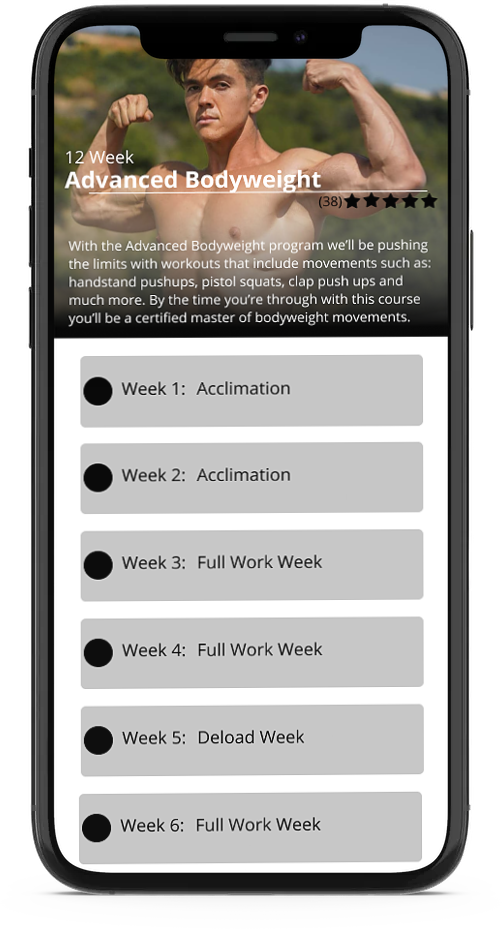 12 Week
Advanced Bodyweight
(38)
With the Advanced Bodyweight program we'll be pushing
the limits with workouts that include movements such as:
handstand pushups, pistol squats, clap push ups and
much more. By the time you're through with this course
you'll be a certified master of bodyweight movements.
Week 1: Acclimation
Week 2: Acclimation
Week 3: Full Work Week
Week 4: Full Work Week
Week 5: Deload Week
Week 6: Full Work Week